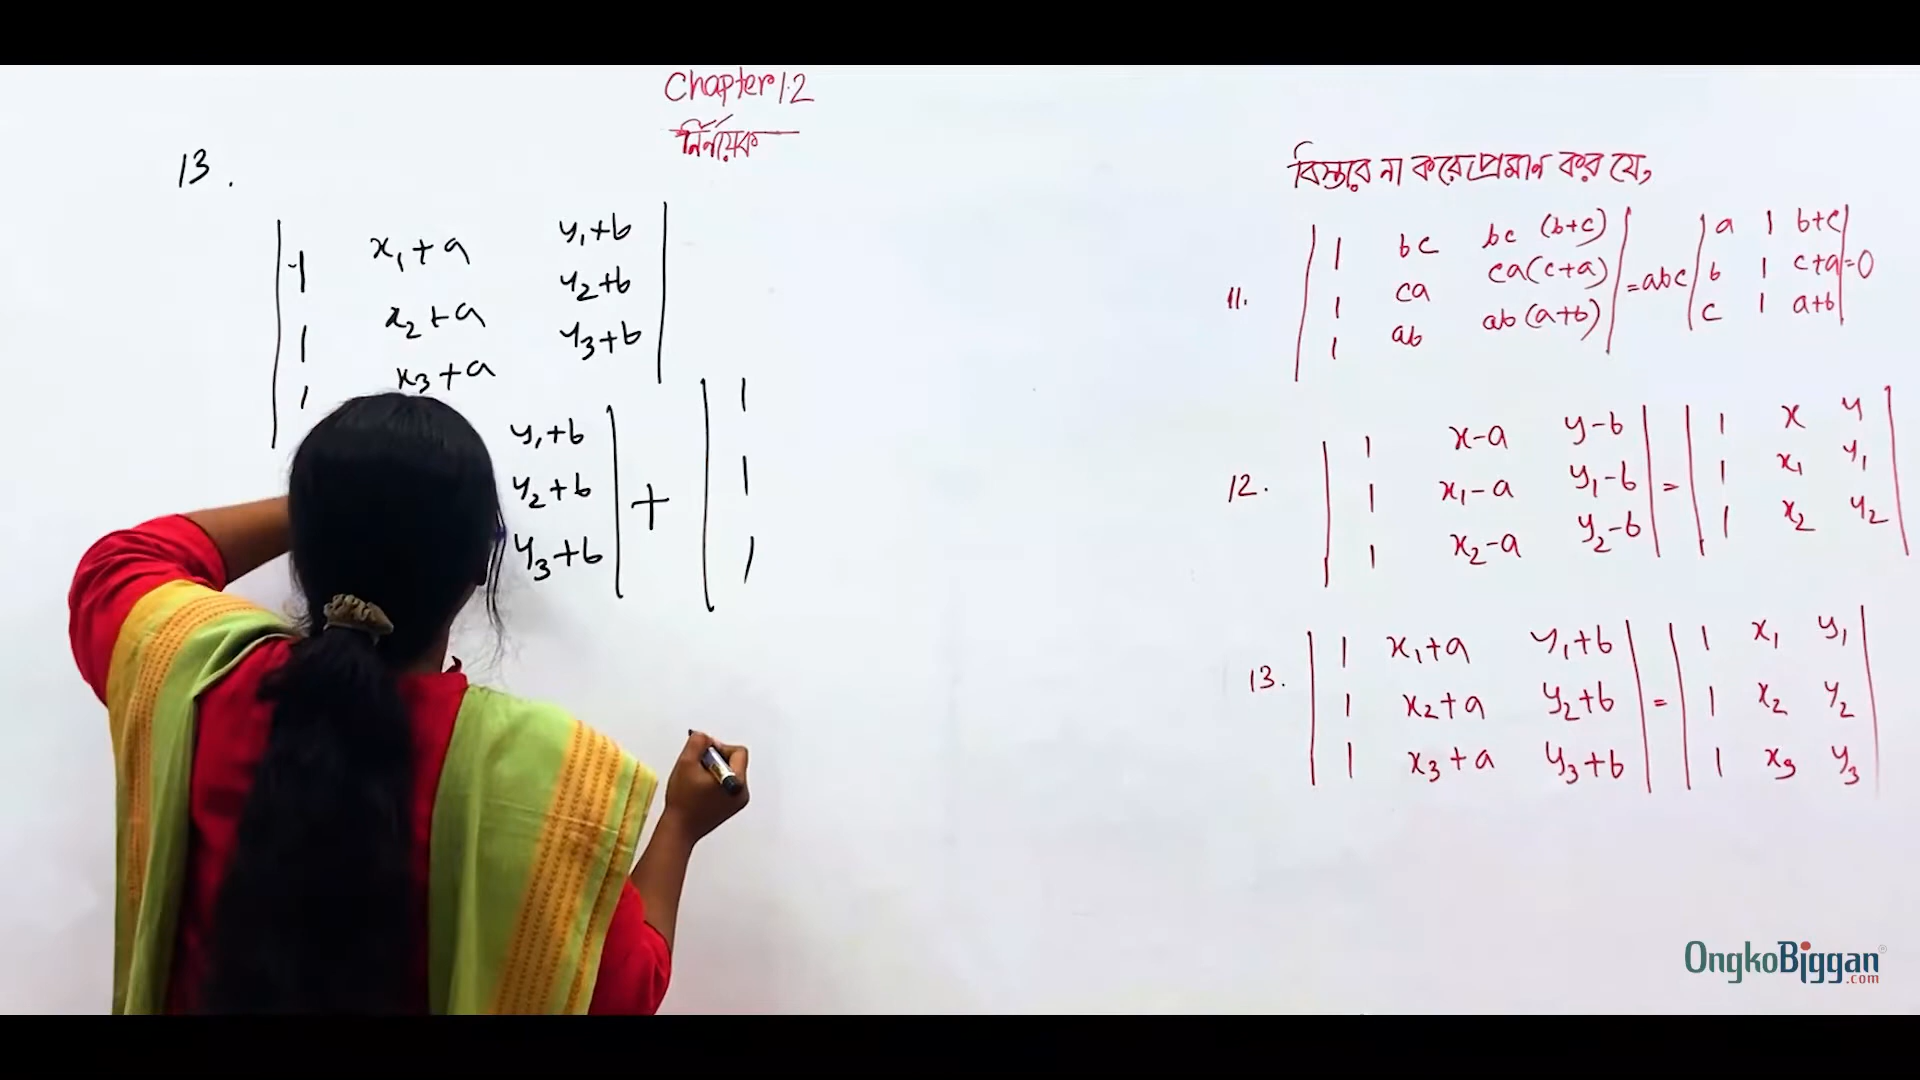 Chapter 1.2
নির্ণায়ক
13.
1 x₁+a y₁+b
1 x₂+a y₂+b
1 x₃+a y₃+b
y₁+b 1
y₂+b + 1
y₃+b 1
বিস্তার না করে প্রমান কর যে,
11.
1 bc bc (b+c) a 1 b+c
1 ca ca(c+a) =abc b 1 c+a =0
1 ab ab(a+b) c 1 a+b
12.
1 x-a y-b 1 x y
1 x₁-a y₁-b = 1 x₁ y₁
1 x₂-a y₂-b 1 x₂ y₂
13.
1 x₁+a y₁+b 1 x₁ y₁
1 x₂+a y₂+b = 1 x₂ y₂
1 x₃+a y₃+b 1 x₃ y₃
OngkoBiggan®
.com